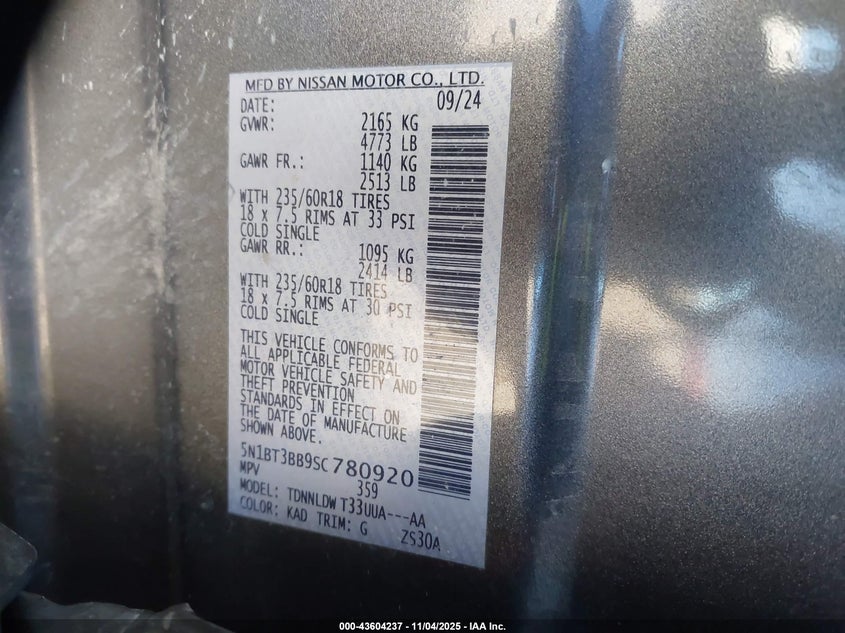 MFD BY NISSAN MOTOR CO., LTD.
DATE: 09/24
GVWR: 2165 KG
4773 LB
GAWR FR.: 1140 KG
2513 LB
WITH 235/60R18 TIRES
18 x 7.5 RIMS AT 33 PSI
COLD SINGLE
GAWR RR.: 1095 KG
2414 LB
WITH 235/60R18 TIRES
18 x 7.5 RIMS AT 30 PSI
COLD SINGLE
THIS VEHICLE CONFORMS TO
ALL APPLICABLE FEDERAL
MOTOR VEHICLE SAFETY AND
THEFT PREVENTION
STANDARDS IN EFFECT ON
THE DATE OF MANUFACTURE
SHOWN ABOVE.
5N1BT3BB9SC780920
MPV 359
MODEL: TDNNLDW T33UUA---AA
COLOR: KAD TRIM: G ZS30A
000-43604237 - 11/04/2025 - IAA Inc.